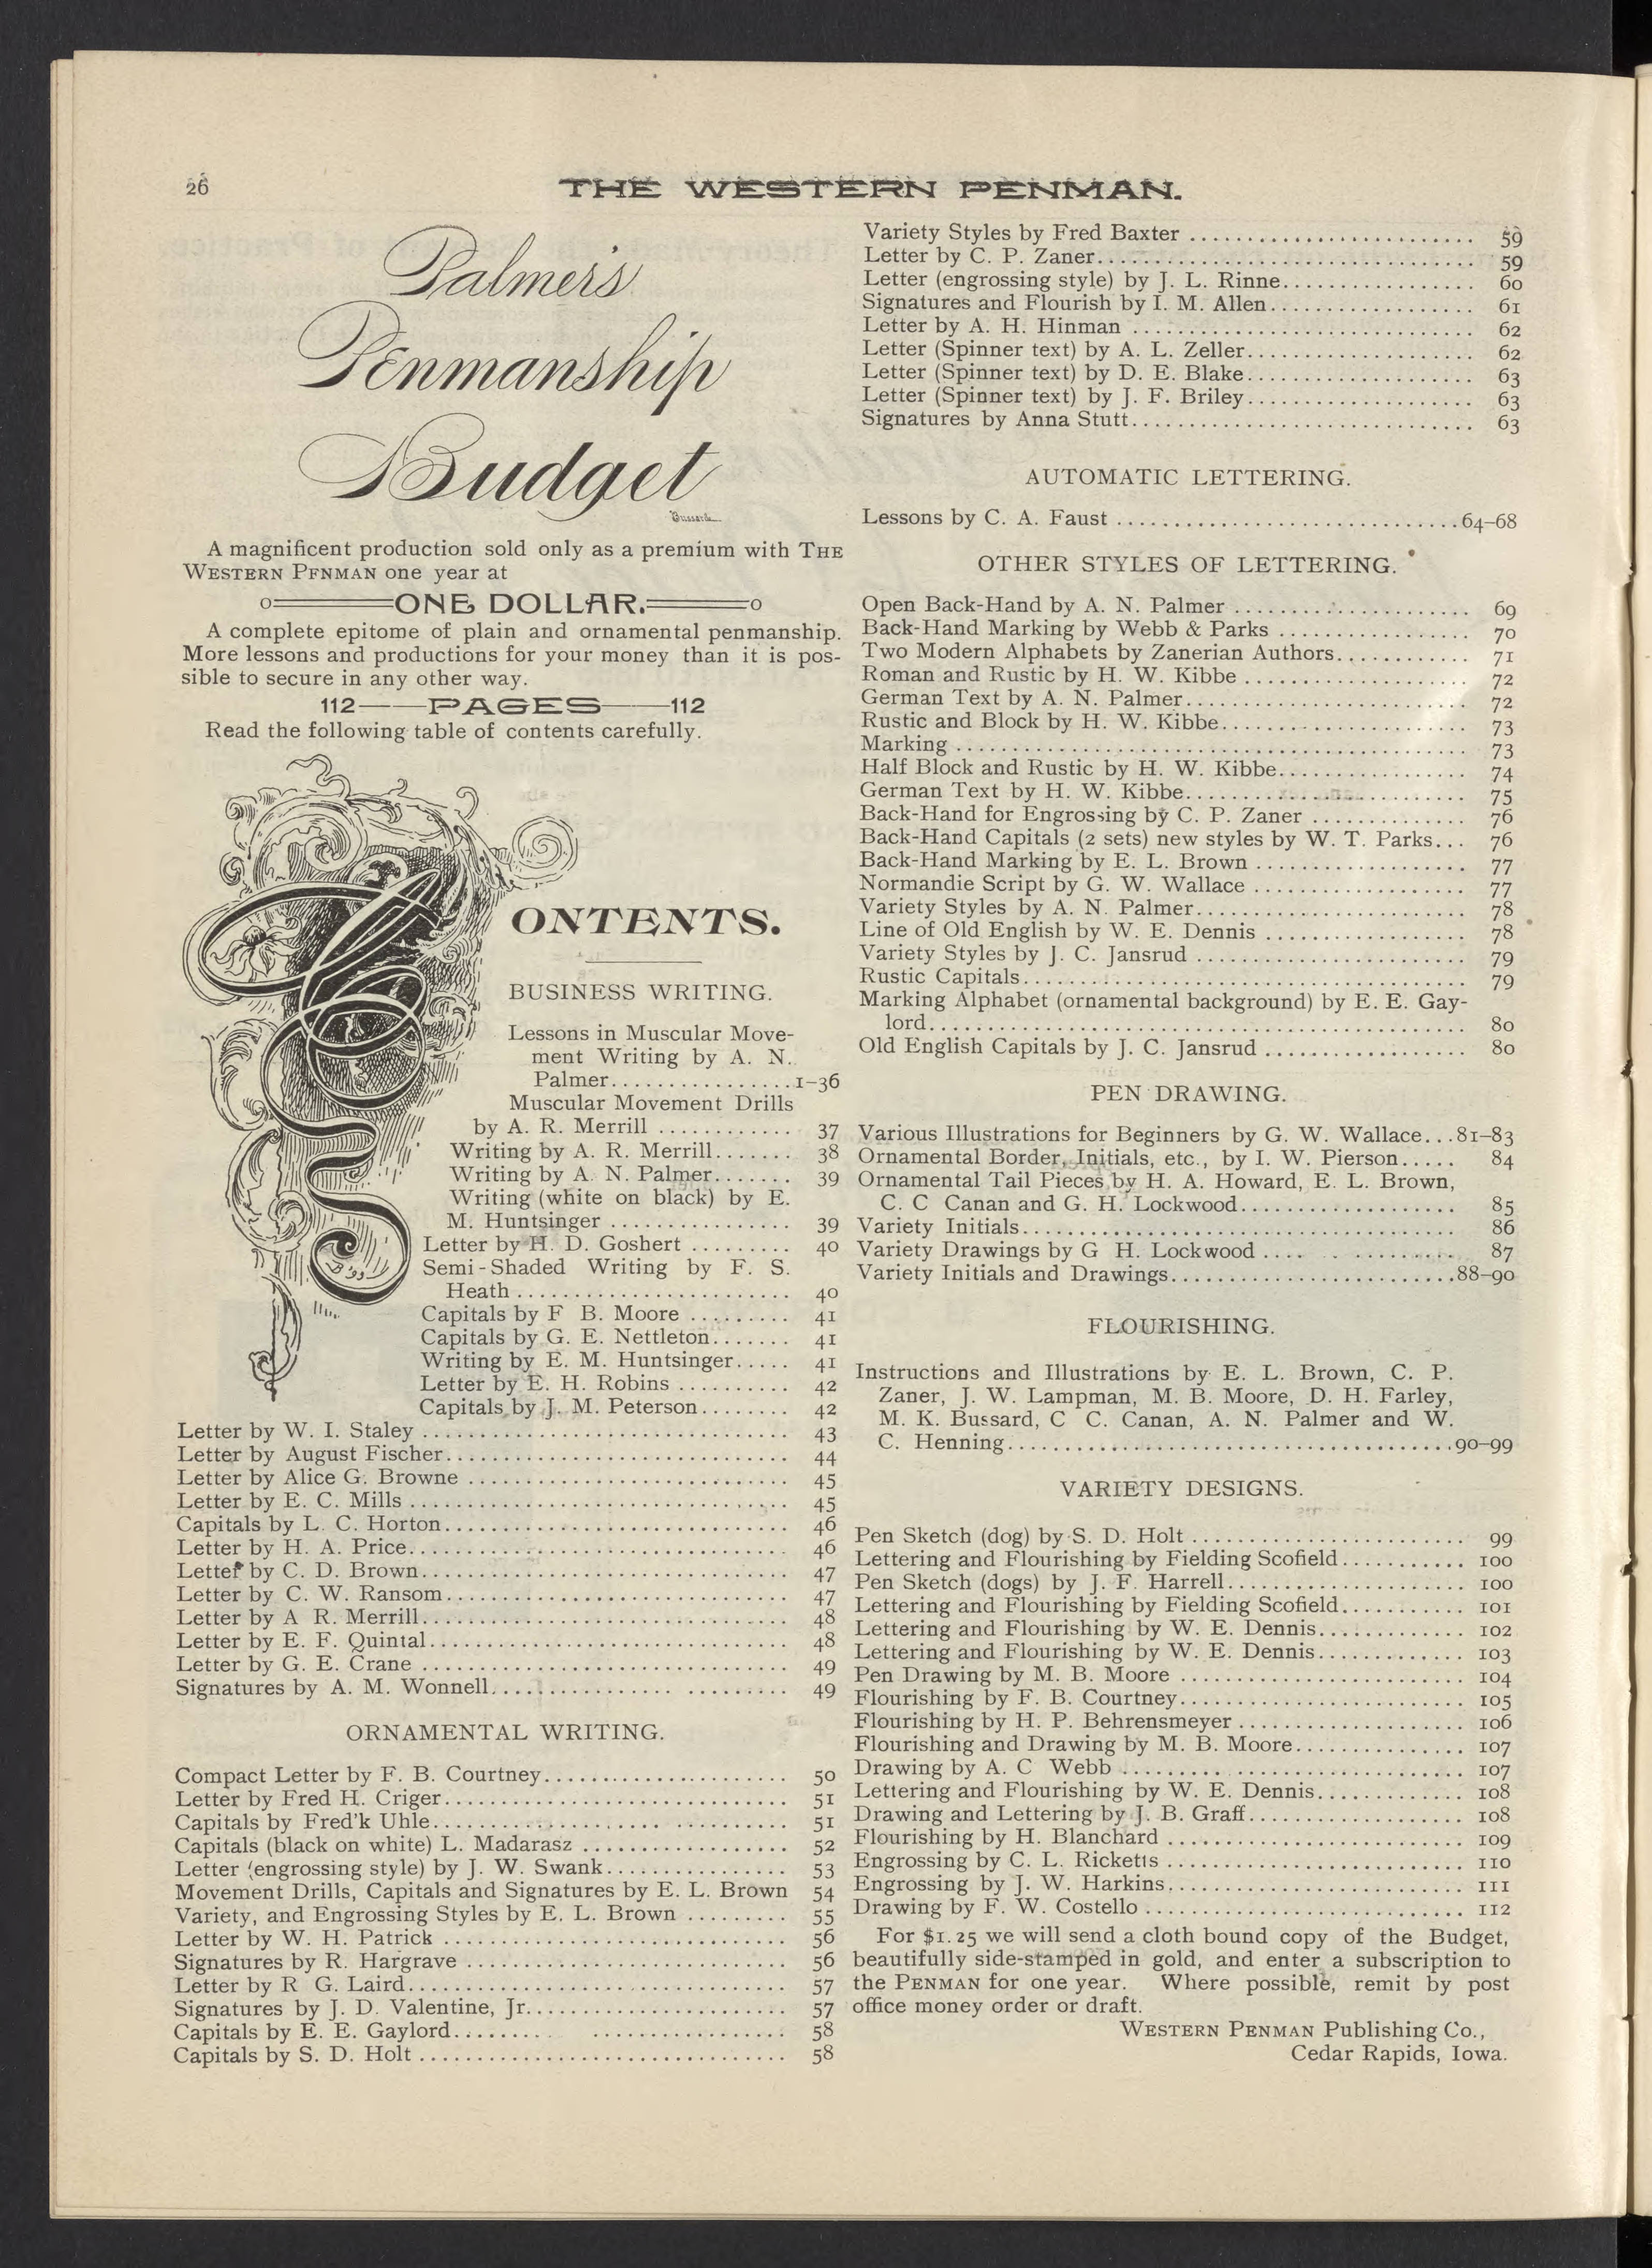 26
THE WESTERN PENMAN.
Palmer's
Penmanship
Budget
Bussard
A magnificent production sold only as a premium with THE
WESTERN PFNMAN one year at
o═══ONE DOLLAR.═══o
A complete epitome of plain and ornamental penmanship.
More lessons and productions for your money than it is pos-
sible to secure in any other way.
112——PAGES——112
Read the following table of contents carefully.
CONTENTS.
BUSINESS WRITING.
Lessons in Muscular Move-
ment Writing by A. N.
Palmer................1–36
Muscular Movement Drills
by A. R. Merrill ............ 37
Writing by A. R. Merrill....... 38
Writing by A. N. Palmer....... 39
Writing (white on black) by E.
M. Huntsinger ................ 39
Letter by H. D. Goshert ......... 40
Semi-Shaded Writing by F. S.
Heath ........................ 40
Capitals by F B. Moore ......... 41
Capitals by G. E. Nettleton....... 41
Writing by E. M. Huntsinger..... 41
Letter by E. H. Robins .......... 42
Capitals by J. M. Peterson........ 42
Letter by W. I. Staley ................................ 43
Letter by August Fischer.............................. 44
Letter by Alice G. Browne ............................ 45
Letter by E. C. Mills ................................. 45
Capitals by L. C. Horton.............................. 46
Letter by H. A. Price................................. 46
Letter by C. D. Brown................................ 47
Letter by C. W. Ransom.............................. 47
Letter by A R. Merrill................................ 48
Letter by E. F. Quintal............................... 48
Letter by G. E. Crane ................................ 49
Signatures by A. M. Wonnell................ ......... 49
ORNAMENTAL WRITING.
Compact Letter by F. B. Courtney..................... 50
Letter by Fred H. Criger.............................. 51
Capitals by Fred'k Uhle.................... .......... 51
Capitals (black on white) L. Madarasz .................. 52
Letter (engrossing style) by J. W. Swank................ 53
Movement Drills, Capitals and Signatures by E. L. Brown 54
Variety, and Engrossing Styles by E. L. Brown ......... 55
Letter by W. H. Patrick .............................. 56
Signatures by R. Hargrave ............................ 56
Letter by R G. Laird................................. 57
Signatures by J. D. Valentine, Jr....................... 57
Capitals by E. E. Gaylord......... ................. 58
Capitals by S. D. Holt ................................ 58
Variety Styles by Fred Baxter ......................... 59
Letter by C. P. Zaner................................. 59
Letter (engrossing style) by J. L. Rinne................. 60
Signatures and Flourish by I. M. Allen.................. 61
Letter by A. H. Hinman .............................. 62
Letter (Spinner text) by A. L. Zeller.................... 62
Letter (Spinner text) by D. E. Blake.................... 63
Letter (Spinner text) by J. F. Briley.................... 63
Signatures by Anna Stutt.............................. 63
AUTOMATIC LETTERING.
Lessons by C. A. Faust ..............................64–68
OTHER STYLES OF LETTERING.
Open Back-Hand by A. N. Palmer ..................... 69
Back-Hand Marking by Webb & Parks ................. 70
Two Modern Alphabets by Zanerian Authors............ 71
Roman and Rustic by H. W. Kibbe .................... 72
German Text by A. N. Palmer......................... 72
Rustic and Block by H. W. Kibbe...................... 73
Marking ............................................. 73
Half Block and Rustic by H. W. Kibbe................. 74
German Text by H. W. Kibbe......................... 75
Back-Hand for Engrossing by C. P. Zaner .............. 76
Back-Hand Capitals (2 sets) new styles by W. T. Parks... 76
Back-Hand Marking by E. L. Brown ................... 77
Normandie Script by G. W. Wallace ................... 77
Variety Styles by A. N. Palmer........................ 78
Line of Old English by W. E. Dennis .................. 78
Variety Styles by J. C. Jansrud ........................ 79
Rustic Capitals....................................... 79
Marking Alphabet (ornamental background) by E. E. Gay-
lord............................................... 80
Old English Capitals by J. C. Jansrud .................. 80
PEN DRAWING.
Various Illustrations for Beginners by G. W. Wallace...81–83
Ornamental Border, Initials, etc., by I. W. Pierson..... 84
Ornamental Tail Pieces by H. A. Howard, E. L. Brown,
C. C Canan and G. H. Lockwood................... 85
Variety Initials...................................... 86
Variety Drawings by G H. Lockwood .... . ......... 87
Variety Initials and Drawings.........................88–90
FLOURISHING.
Instructions and Illustrations by E. L. Brown, C. P.
Zaner, J. W. Lampman, M. B. Moore, D. H. Farley,
M. K. Bussard, C C. Canan, A. N. Palmer and W.
C. Henning.......................................90–99
VARIETY DESIGNS.
Pen Sketch (dog) by S. D. Holt ........................ 99
Lettering and Flourishing by Fielding Scofield........... 100
Pen Sketch (dogs) by J. F. Harrell..................... 100
Lettering and Flourishing by Fielding Scofield........... 101
Lettering and Flourishing by W. E. Dennis............. 102
Lettering and Flourishing by W. E. Dennis............. 103
Pen Drawing by M. B. Moore ......................... 104
Flourishing by F. B. Courtney......................... 105
Flourishing by H. P. Behrensmeyer .................... 106
Flourishing and Drawing by M. B. Moore............... 107
Drawing by A. C Webb .............................. 107
Lettering and Flourishing by W. E. Dennis............. 108
Drawing and Lettering by J. B. Graff................... 108
Flourishing by H. Blanchard .......................... 109
Engrossing by C. L. Ricketts .......................... 110
Engrossing by J. W. Harkins.......................... 111
Drawing by F. W. Costello ............................ 112
For $1.25 we will send a cloth bound copy of the Budget,
beautifully side-stamped in gold, and enter a subscription to
the PENMAN for one year. Where possible, remit by post
office money order or draft.
WESTERN PENMAN Publishing Co.,
Cedar Rapids, Iowa.